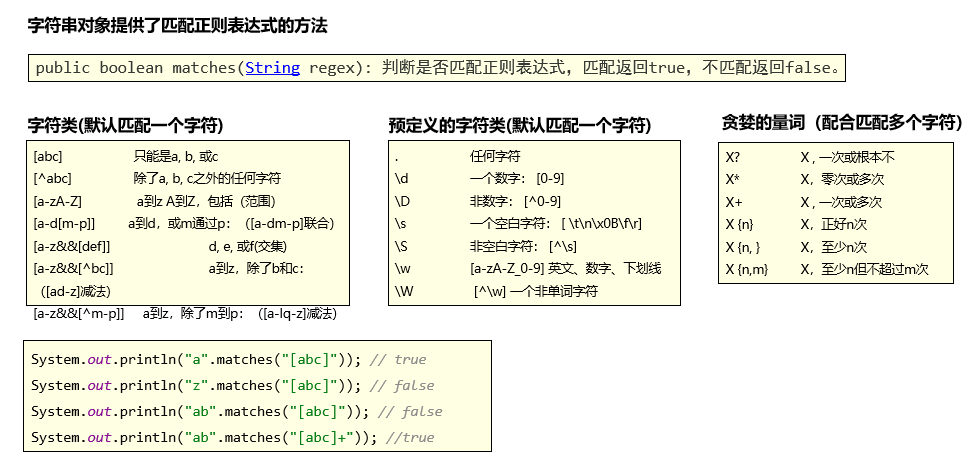 字符串对象提供了匹配正则表达式的方法
public boolean matches(String regex): 判断是否匹配正则表达式，匹配返回true，不匹配返回false。
字符类(默认匹配一个字符)
[abc] 只能是a, b, 或c
[^abc] 除了a, b, c之外的任何字符
[a-zA-Z] a到z A到Z，包括（范围）
[a-d[m-p]] a到d，或m通过p：（[a-dm-p]联合）
[a-z&&[def]] d, e, 或f(交集)
[a-z&&[^bc]] a到z，除了b和c：
（[ad-z]减法）
[a-z&&[^m-p]] a到z，除了m到p：（[a-lq-z]减法）
预定义的字符类(默认匹配一个字符)
. 任何字符
\d 一个数字： [0-9]
\D 非数字： [^0-9]
\s 一个空白字符： [ \t\n\x0B\f\r]
\S 非空白字符： [^\s]
\w [a-zA-Z_0-9] 英文、数字、下划线
\W [^\w] 一个非单词字符
贪婪的量词（配合匹配多个字符）
X? X , 一次或根本不
X* X，零次或多次
X+ X , 一次或多次
X {n} X，正好n次
X {n, } X，至少n次
X {n,m} X，至少n但不超过m次
System.out.println("a".matches("[abc]")); // true
System.out.println("z".matches("[abc]")); // false
System.out.println("ab".matches("[abc]")); // false
System.out.println("ab".matches("[abc]+")); //true